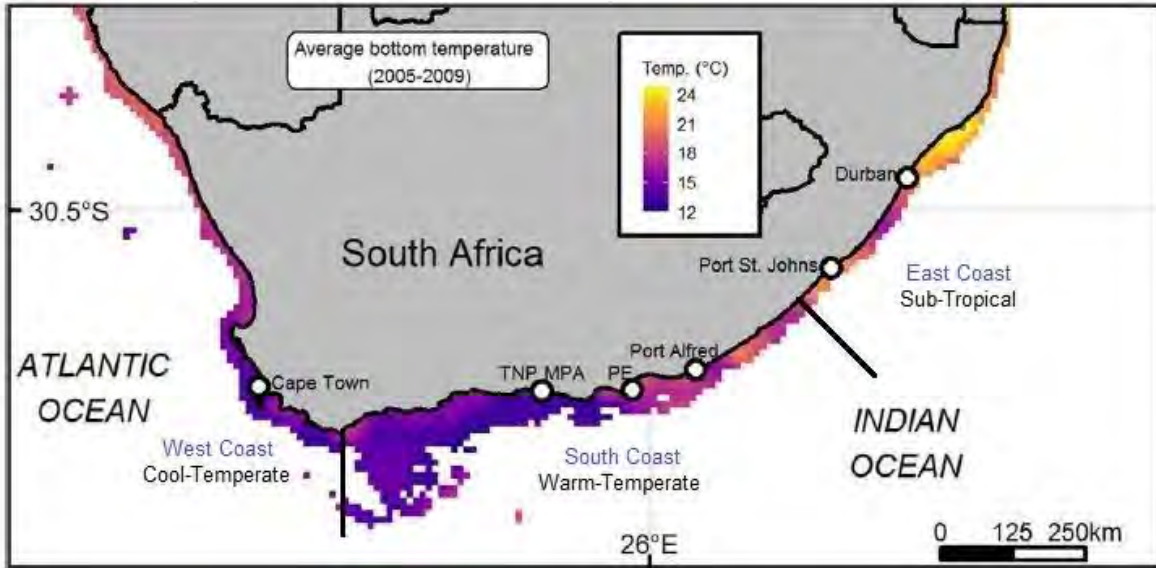 Average bottom temperature
(2005-2009)
Temp. (°C)
24
21
18
15
12
Durban
30.5°S
South Africa
Port St. Johns
East Coast
Sub-Tropical
ATLANTIC
OCEAN
Cape Town
TNP MPA
PE
Port Alfred
INDIAN
OCEAN
West Coast
Cool-Temperate
South Coast
Warm-Temperate
26°E
0 125 250km